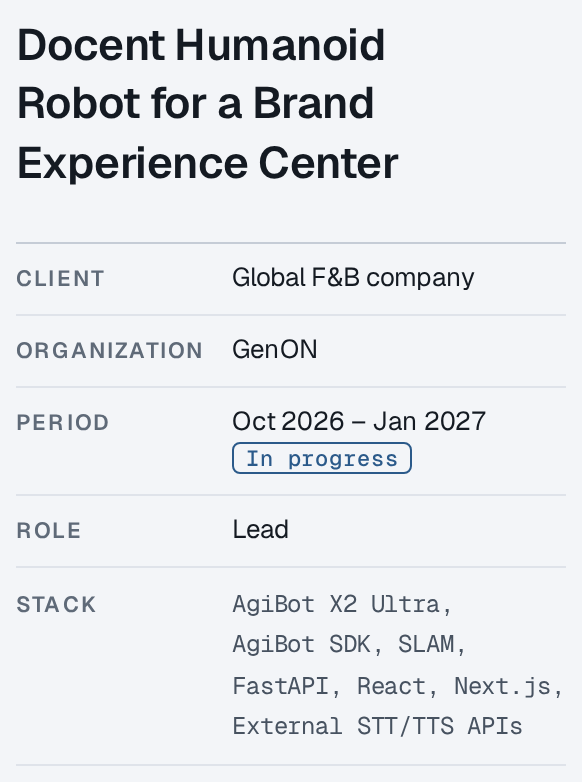 Docent Humanoid
Robot for a Brand
Experience Center
CLIENT Global F&B company
ORGANIZATION GenON
PERIOD Oct 2026 – Jan 2027
In progress
ROLE Lead
STACK AgiBot X2 Ultra,
AgiBot SDK, SLAM,
FastAPI, React, Next.js,
External STT/TTS APIs